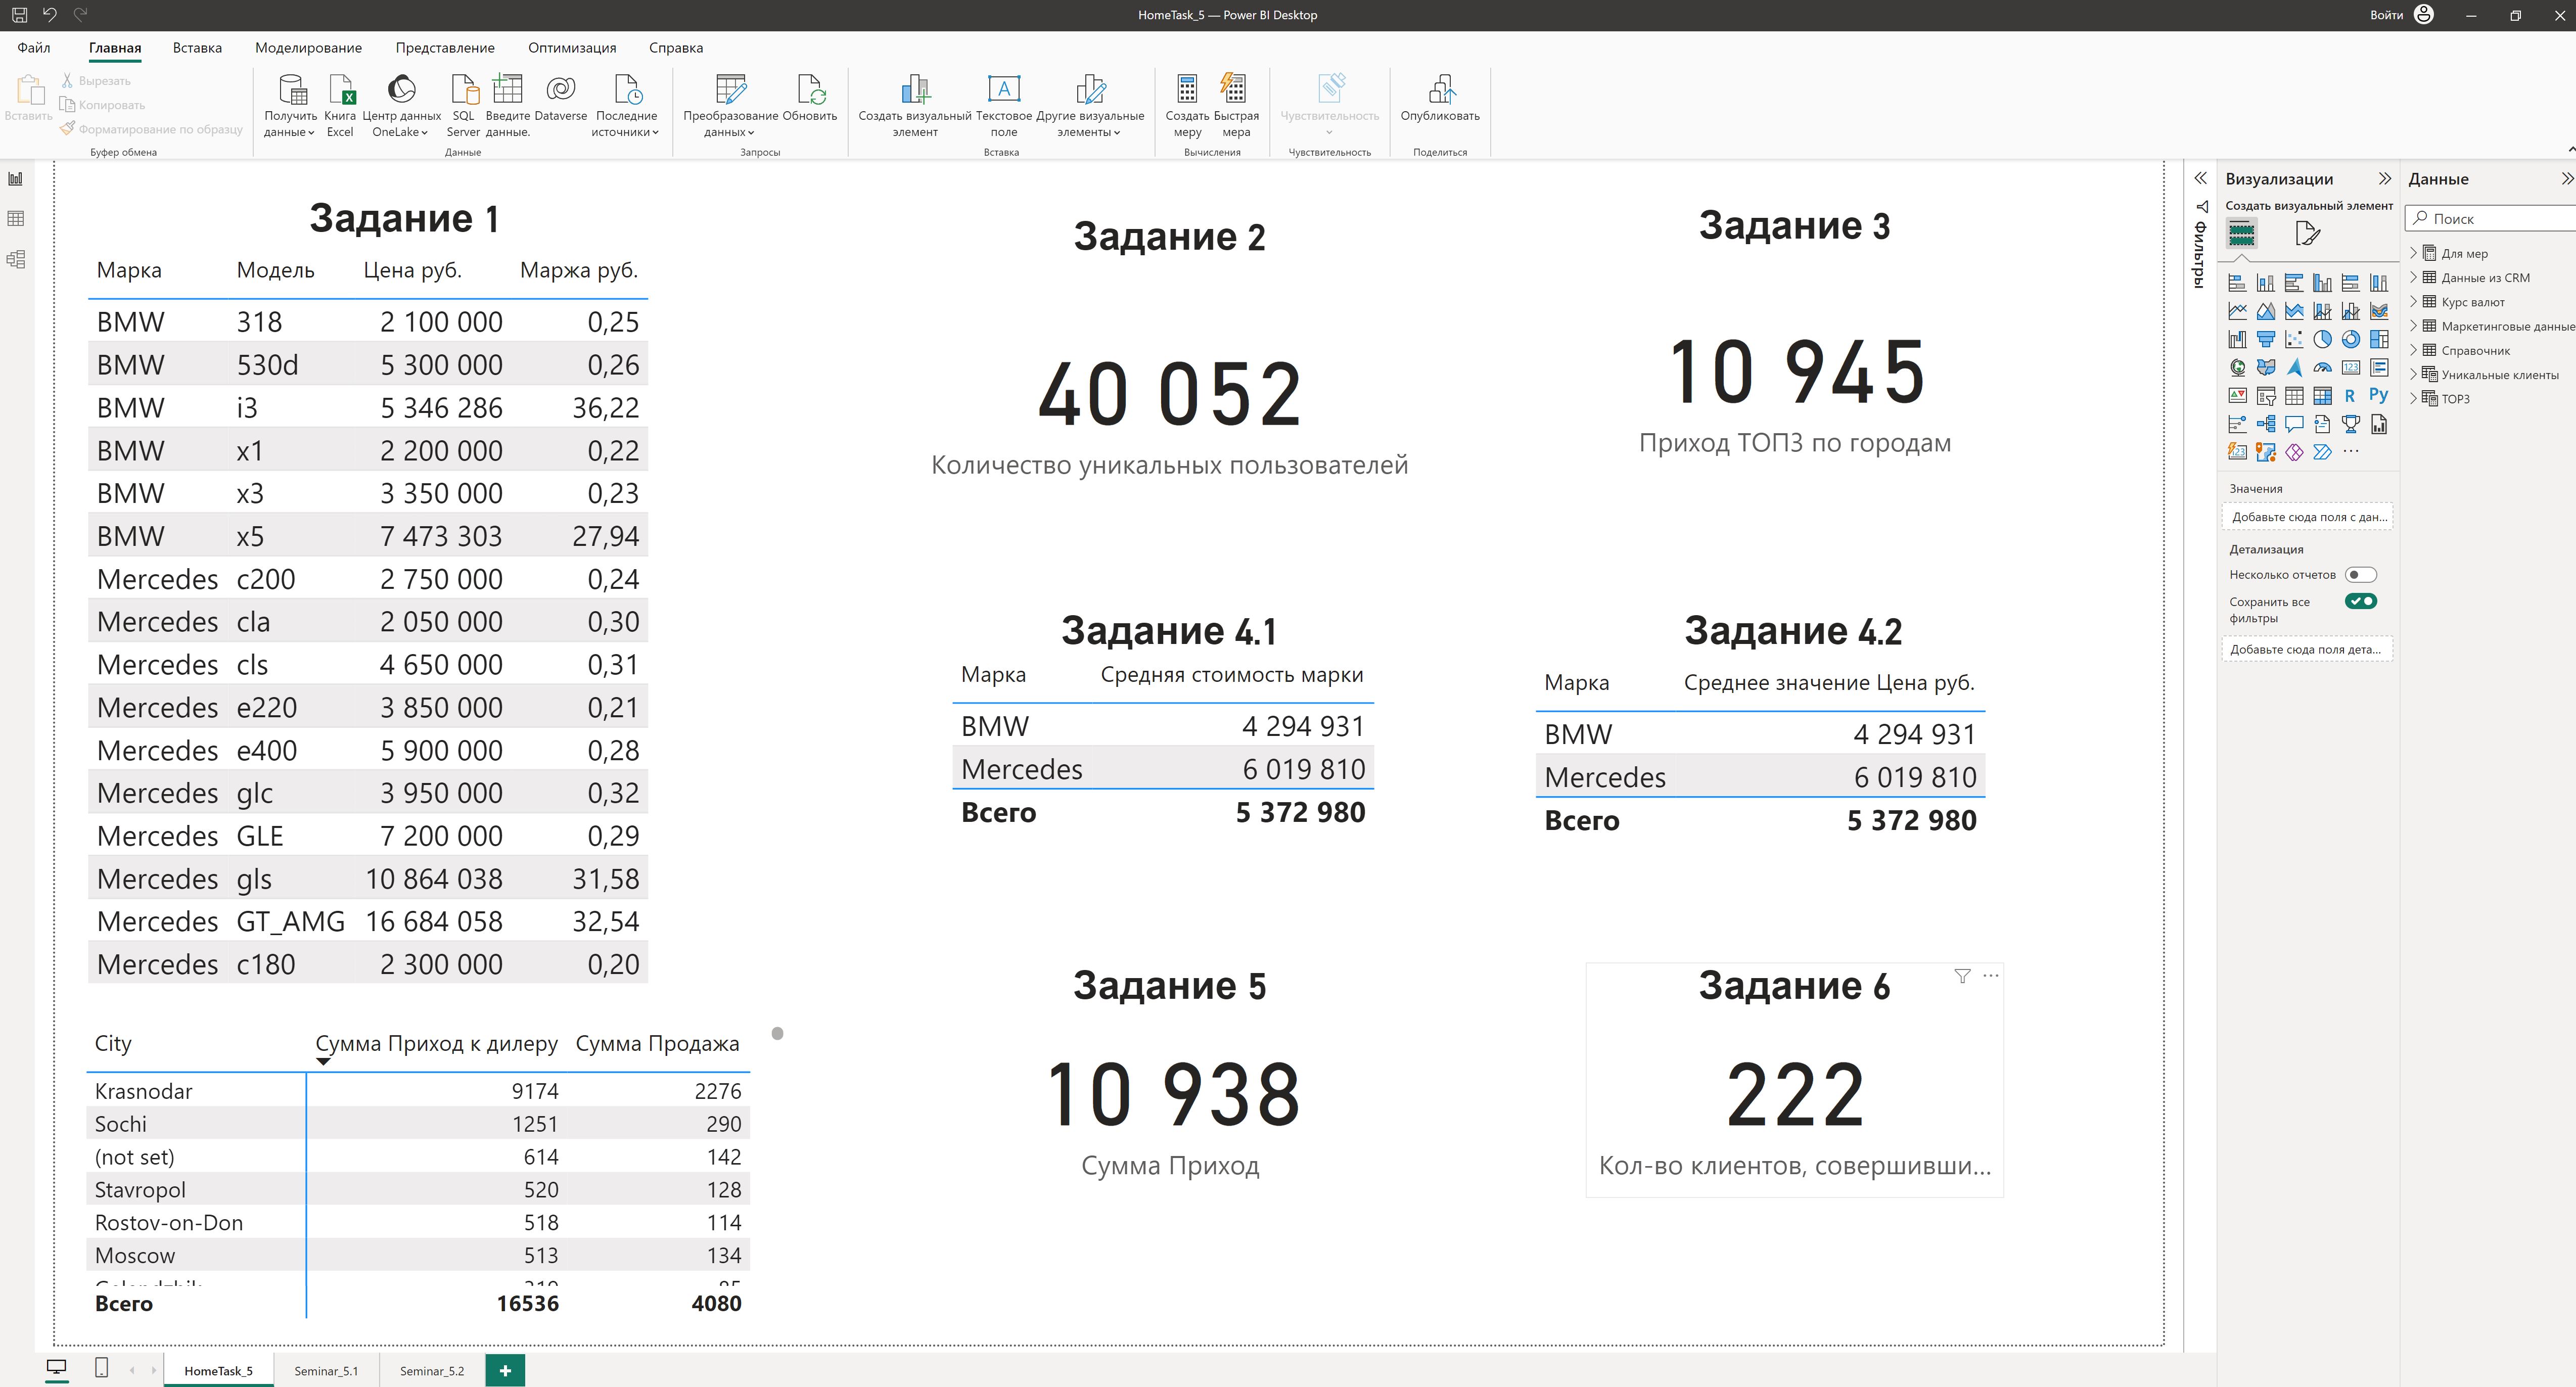 HomeTask_5 — Power BI Desktop
Войти
Файл Главная Вставка Моделирование Представление Оптимизация Справка
Вставить
Вырезать
Копировать
Форматирование по образцу
Буфер обмена
Получить данные
Книга Excel
Центр данных OneLake
SQL Server
Введите данные.
Dataverse
Последние источники
Данные
Преобразование данных
Обновить
Запросы
Создать визуальный элемент
Текстовое поле
Другие визуальные элементы
Вставка
Создать меру
Быстрая мера
Вычисления
Чувствительность
Чувствительность
Опубликовать
Поделиться
Задание 1
Марка Модель Цена руб. Маржа руб.
BMW 318 2 100 000 0,25
BMW 530d 5 300 000 0,26
BMW i3 5 346 286 36,22
BMW x1 2 200 000 0,22
BMW x3 3 350 000 0,23
BMW x5 7 473 303 27,94
Mercedes c200 2 750 000 0,24
Mercedes cla 2 050 000 0,30
Mercedes cls 4 650 000 0,31
Mercedes e220 3 850 000 0,21
Mercedes e400 5 900 000 0,28
Mercedes glc 3 950 000 0,32
Mercedes GLE 7 200 000 0,29
Mercedes gls 10 864 038 31,58
Mercedes GT_AMG 16 684 058 32,54
Mercedes с180 2 300 000 0,20
City Сумма Приход к дилеру Сумма Продажа
Krasnodar 9174 2276
Sochi 1251 290
(not set) 614 142
Stavropol 520 128
Rostov-on-Don 518 114
Moscow 513 134
Всего 16536 4080
Задание 2
40 052
Количество уникальных пользователей
Задание 3
10 945
Приход ТОП3 по городам
Задание 4.1
Марка Средняя стоимость марки
BMW 4 294 931
Mercedes 6 019 810
Всего 5 372 980
Задание 4.2
Марка Среднее значение Цена руб.
BMW 4 294 931
Mercedes 6 019 810
Всего 5 372 980
Задание 5
10 938
Сумма Приход
Задание 6
222
Кол-во клиентов, совершивши...
Фильтры
Визуализации
Создать визуальный элемент
123
R Py
123
Значения
Добавьте сюда поля с дан...
Детализация
Несколько отчетов
Сохранить все
фильтры
Добавьте сюда поля дета...
Данные
Поиск
Для мер
Данные из CRM
Курс валют
Маркетинговые данные
Справочник
Уникальные клиенты
ТОР3
HomeTask_5 Seminar_5.1 Seminar_5.2